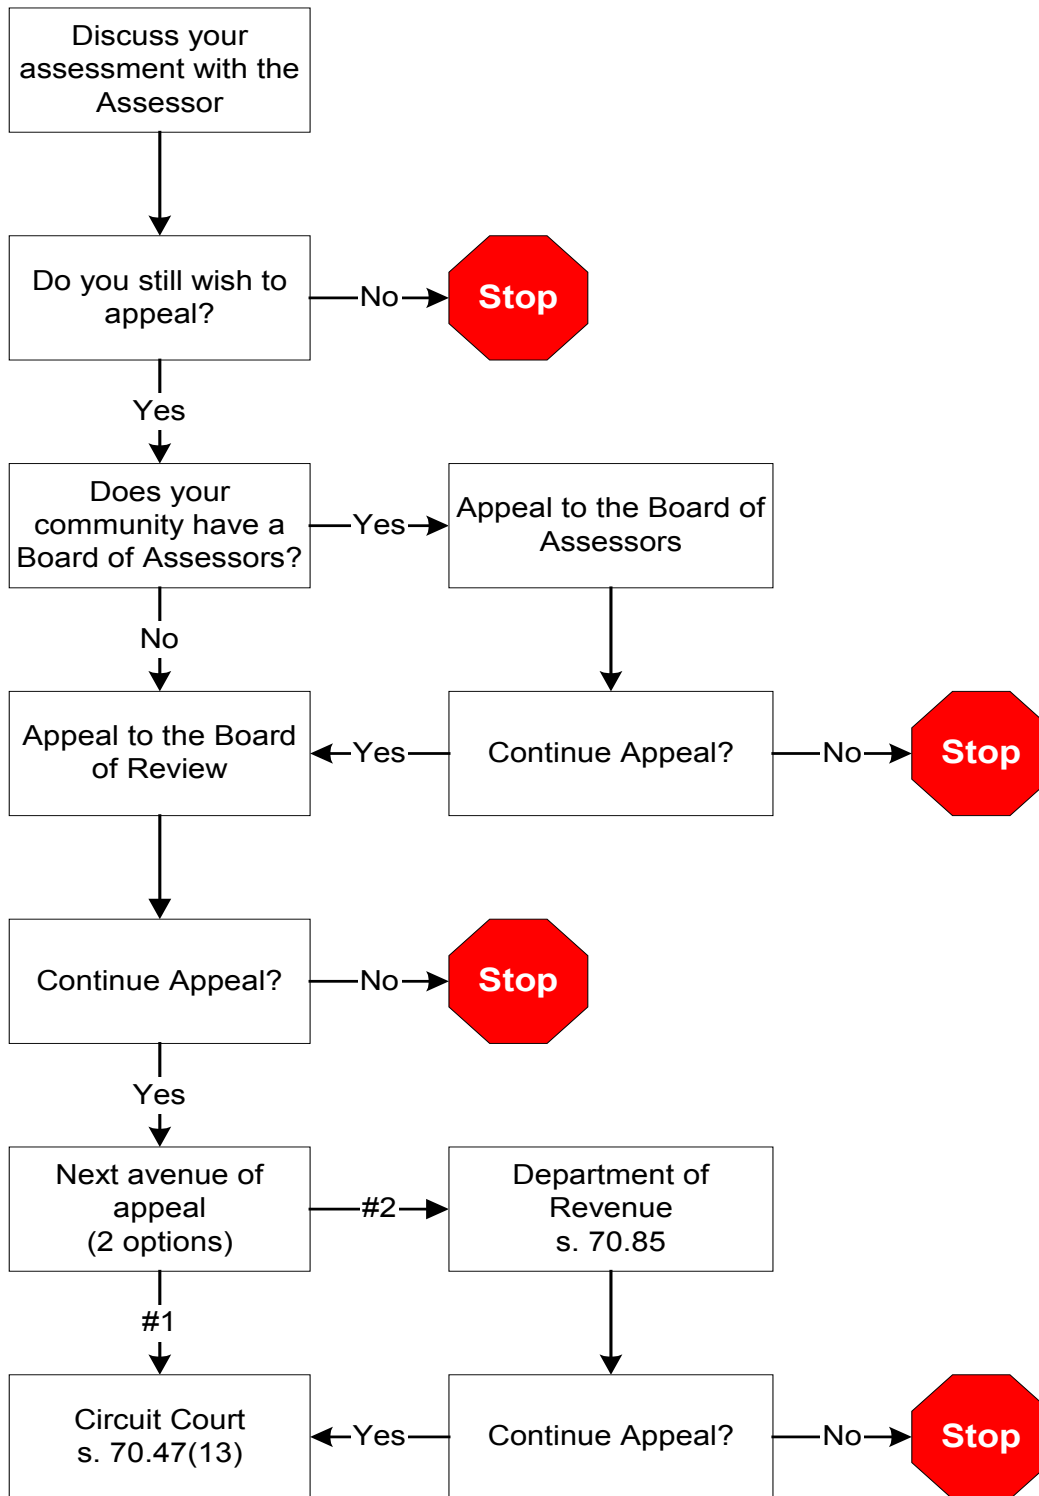 Discuss your
assessment with the
Assessor
Do you still wish to
appeal?
No
Stop
Yes
Does your
community have a
Board of Assessors?
Yes
Appeal to the Board of
Assessors
No
Appeal to the Board
of Review
Yes
Continue Appeal?
No
Stop
Continue Appeal?
No
Stop
Yes
Next avenue of
appeal
(2 options)
#2
Department of
Revenue
s. 70.85
#1
Circuit Court
s. 70.47(13)
Yes
Continue Appeal?
No
Stop